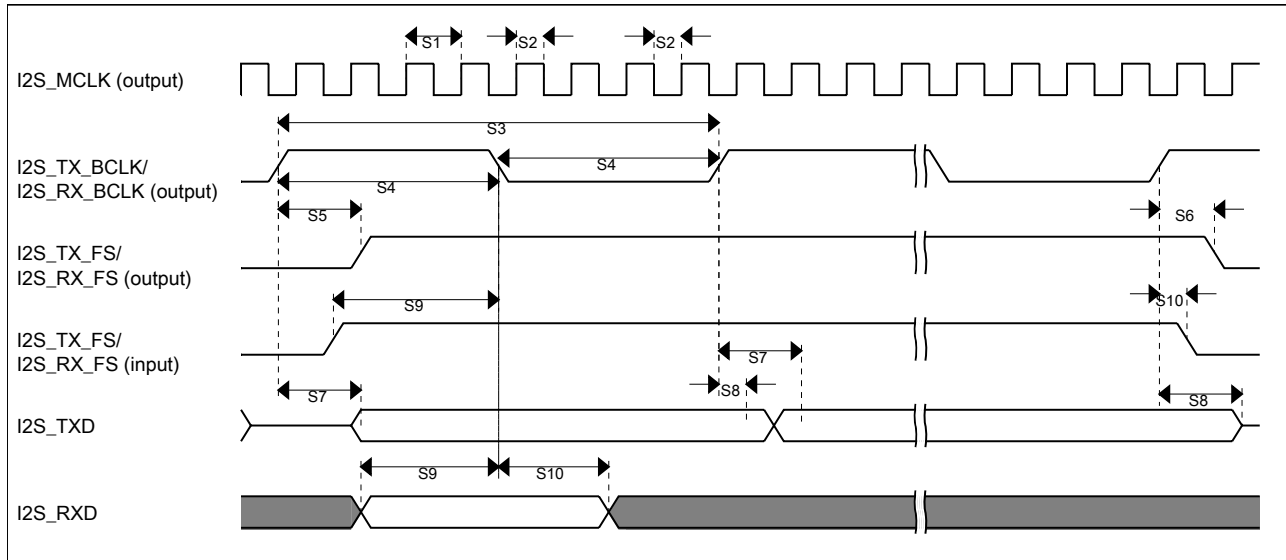 S1
S2
S2
I2S_MCLK (output)
S3
I2S_TX_BCLK/
I2S_RX_BCLK (output)
S4
S4
S5
S6
I2S_TX_FS/
I2S_RX_FS (output)
S9
S10
I2S_TX_FS/
I2S_RX_FS (input)
S7
S7
S8
S8
I2S_TXD
S9
S10
I2S_RXD